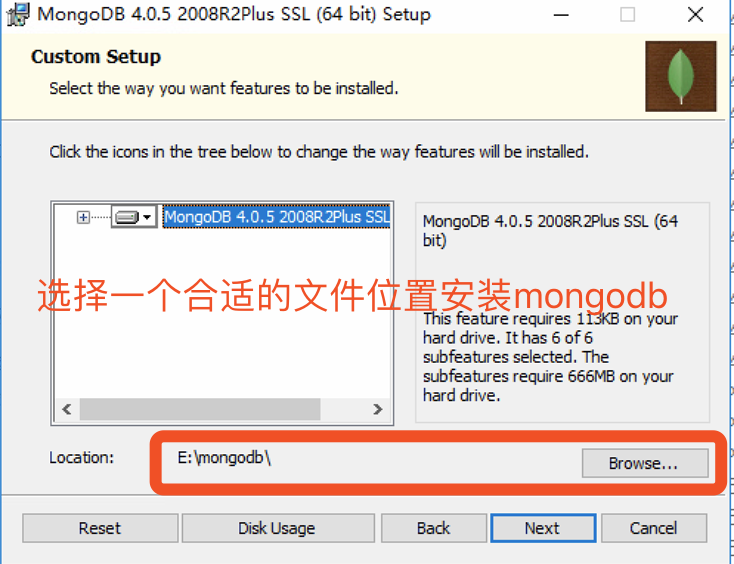 MongoDB 4.0.5 2008R2Plus SSL (64 bit) Setup
Custom Setup
Select the way you want features to be installed.
Click the icons in the tree below to change the way features will be installed.
MongoDB 4.0.5 2008R2Plus SSL
MongoDB 4.0.5 2008R2Plus SSL (64
bit)
选择一个合适的文件位置安装mongodb
This feature requires 113KB on your
hard drive. It has 6 of 6
subfeatures selected. The
subfeatures require 666MB on your
hard drive.
Location:
E:\mongodb\
Browse...
Reset
Disk Usage
Back
Next
Cancel